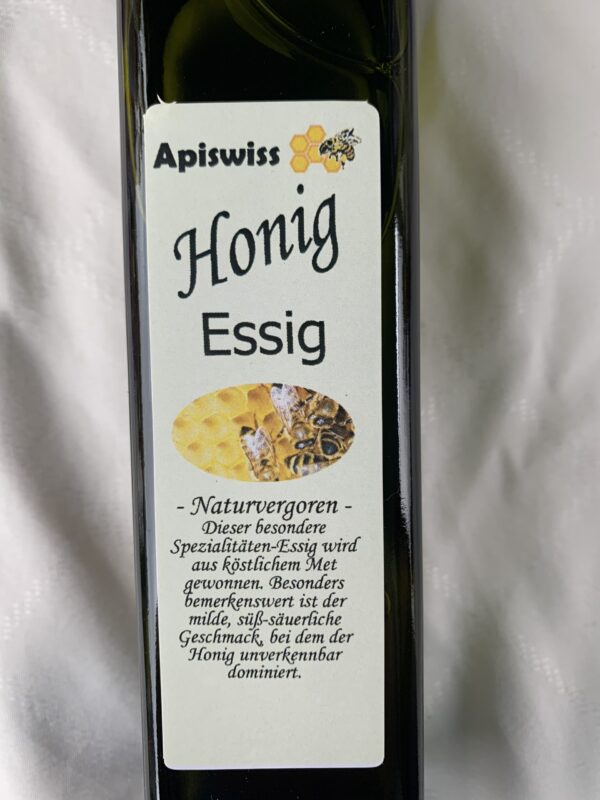 Apiswiss
Honig
Essig
- Naturvergoren -
Dieser besondere
Spezialitäten-Essig wird
aus köstlichem Met
gewonnen. Besonders
bemerkenswert ist der
milde, süß-säuerliche
Geschmack, bei dem der
Honig unverkennbar
dominiert.